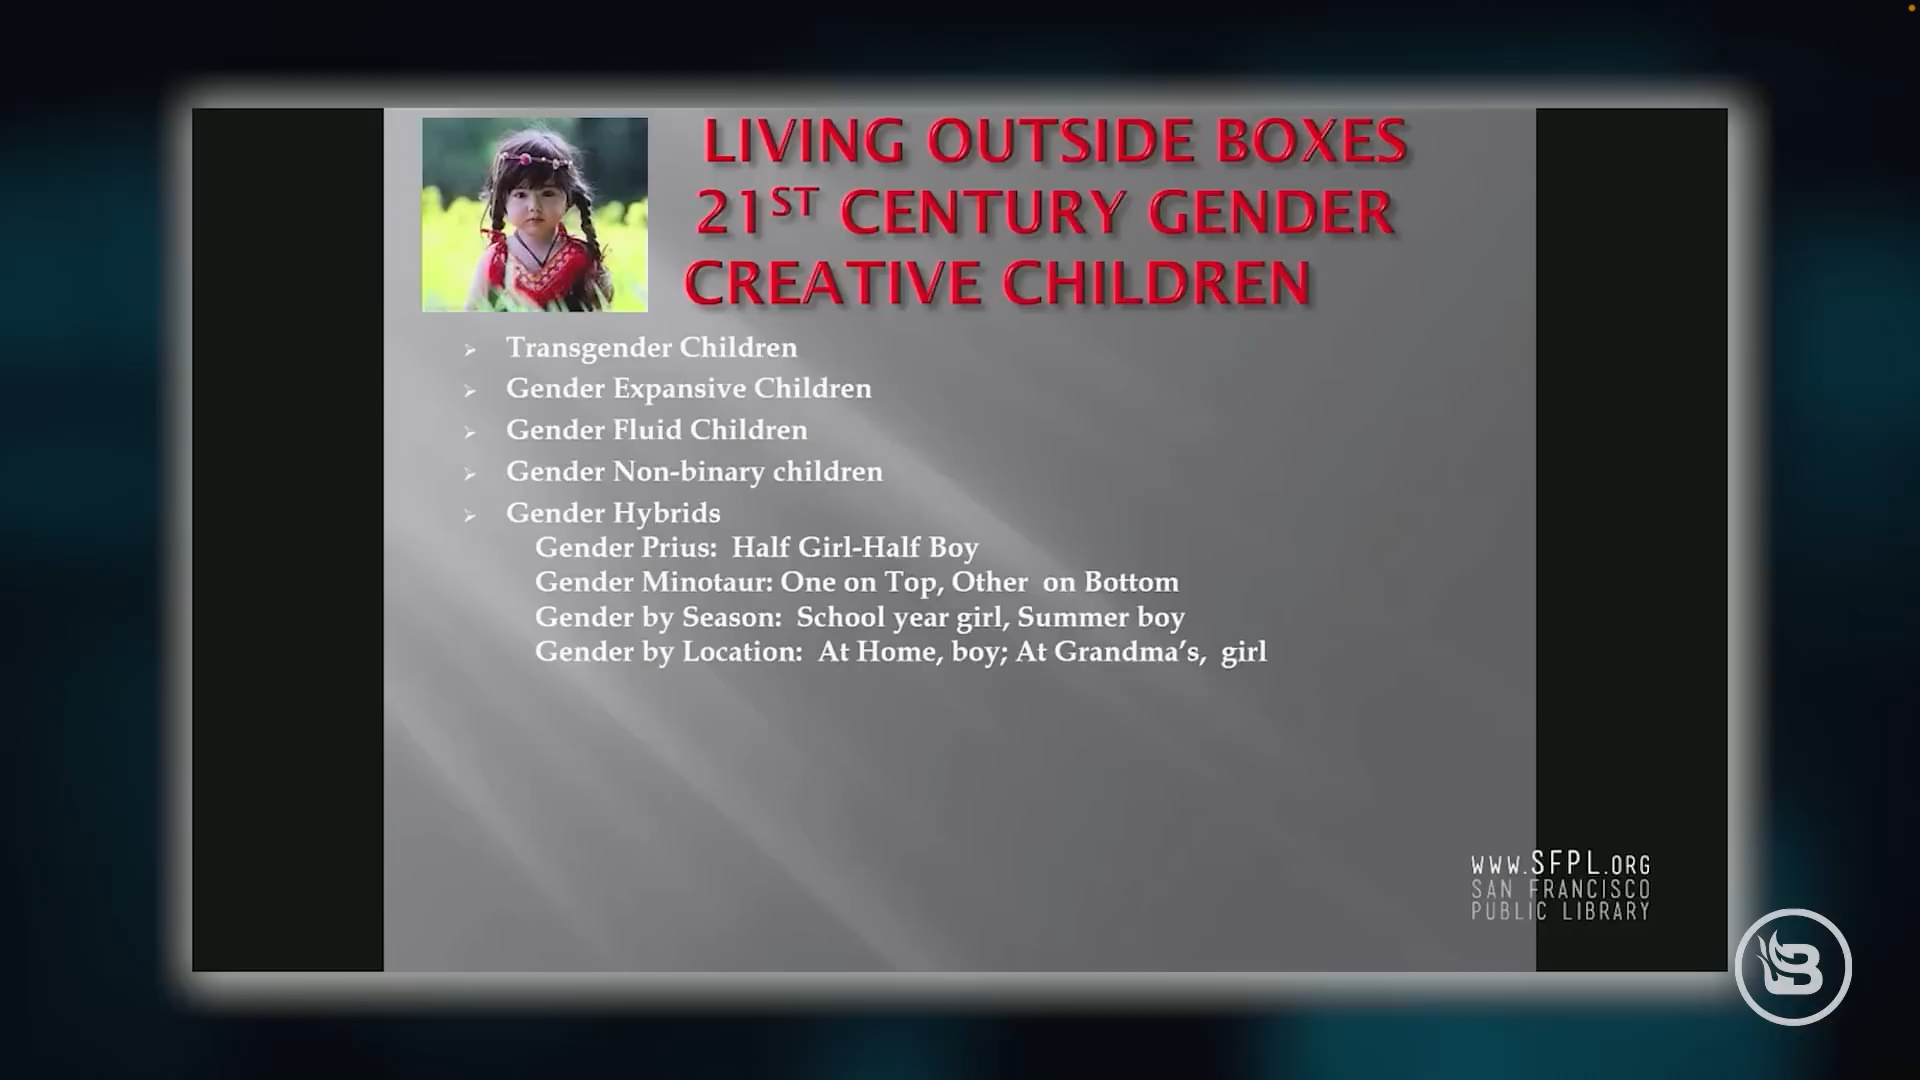 LIVING OUTSIDE BOXES
21ST CENTURY GENDER
CREATIVE CHILDREN
Transgender Children
Gender Expansive Children
Gender Fluid Children
Gender Non-binary children
Gender Hybrids
Gender Prius: Half Girl-Half Boy
Gender Minotaur: One on Top, Other on Bottom
Gender by Season: School year girl, Summer boy
Gender by Location: At Home, boy; At Grandma's, girl
WWW.SFPL.ORG
SAN FRANCISCO
PUBLIC LIBRARY
B